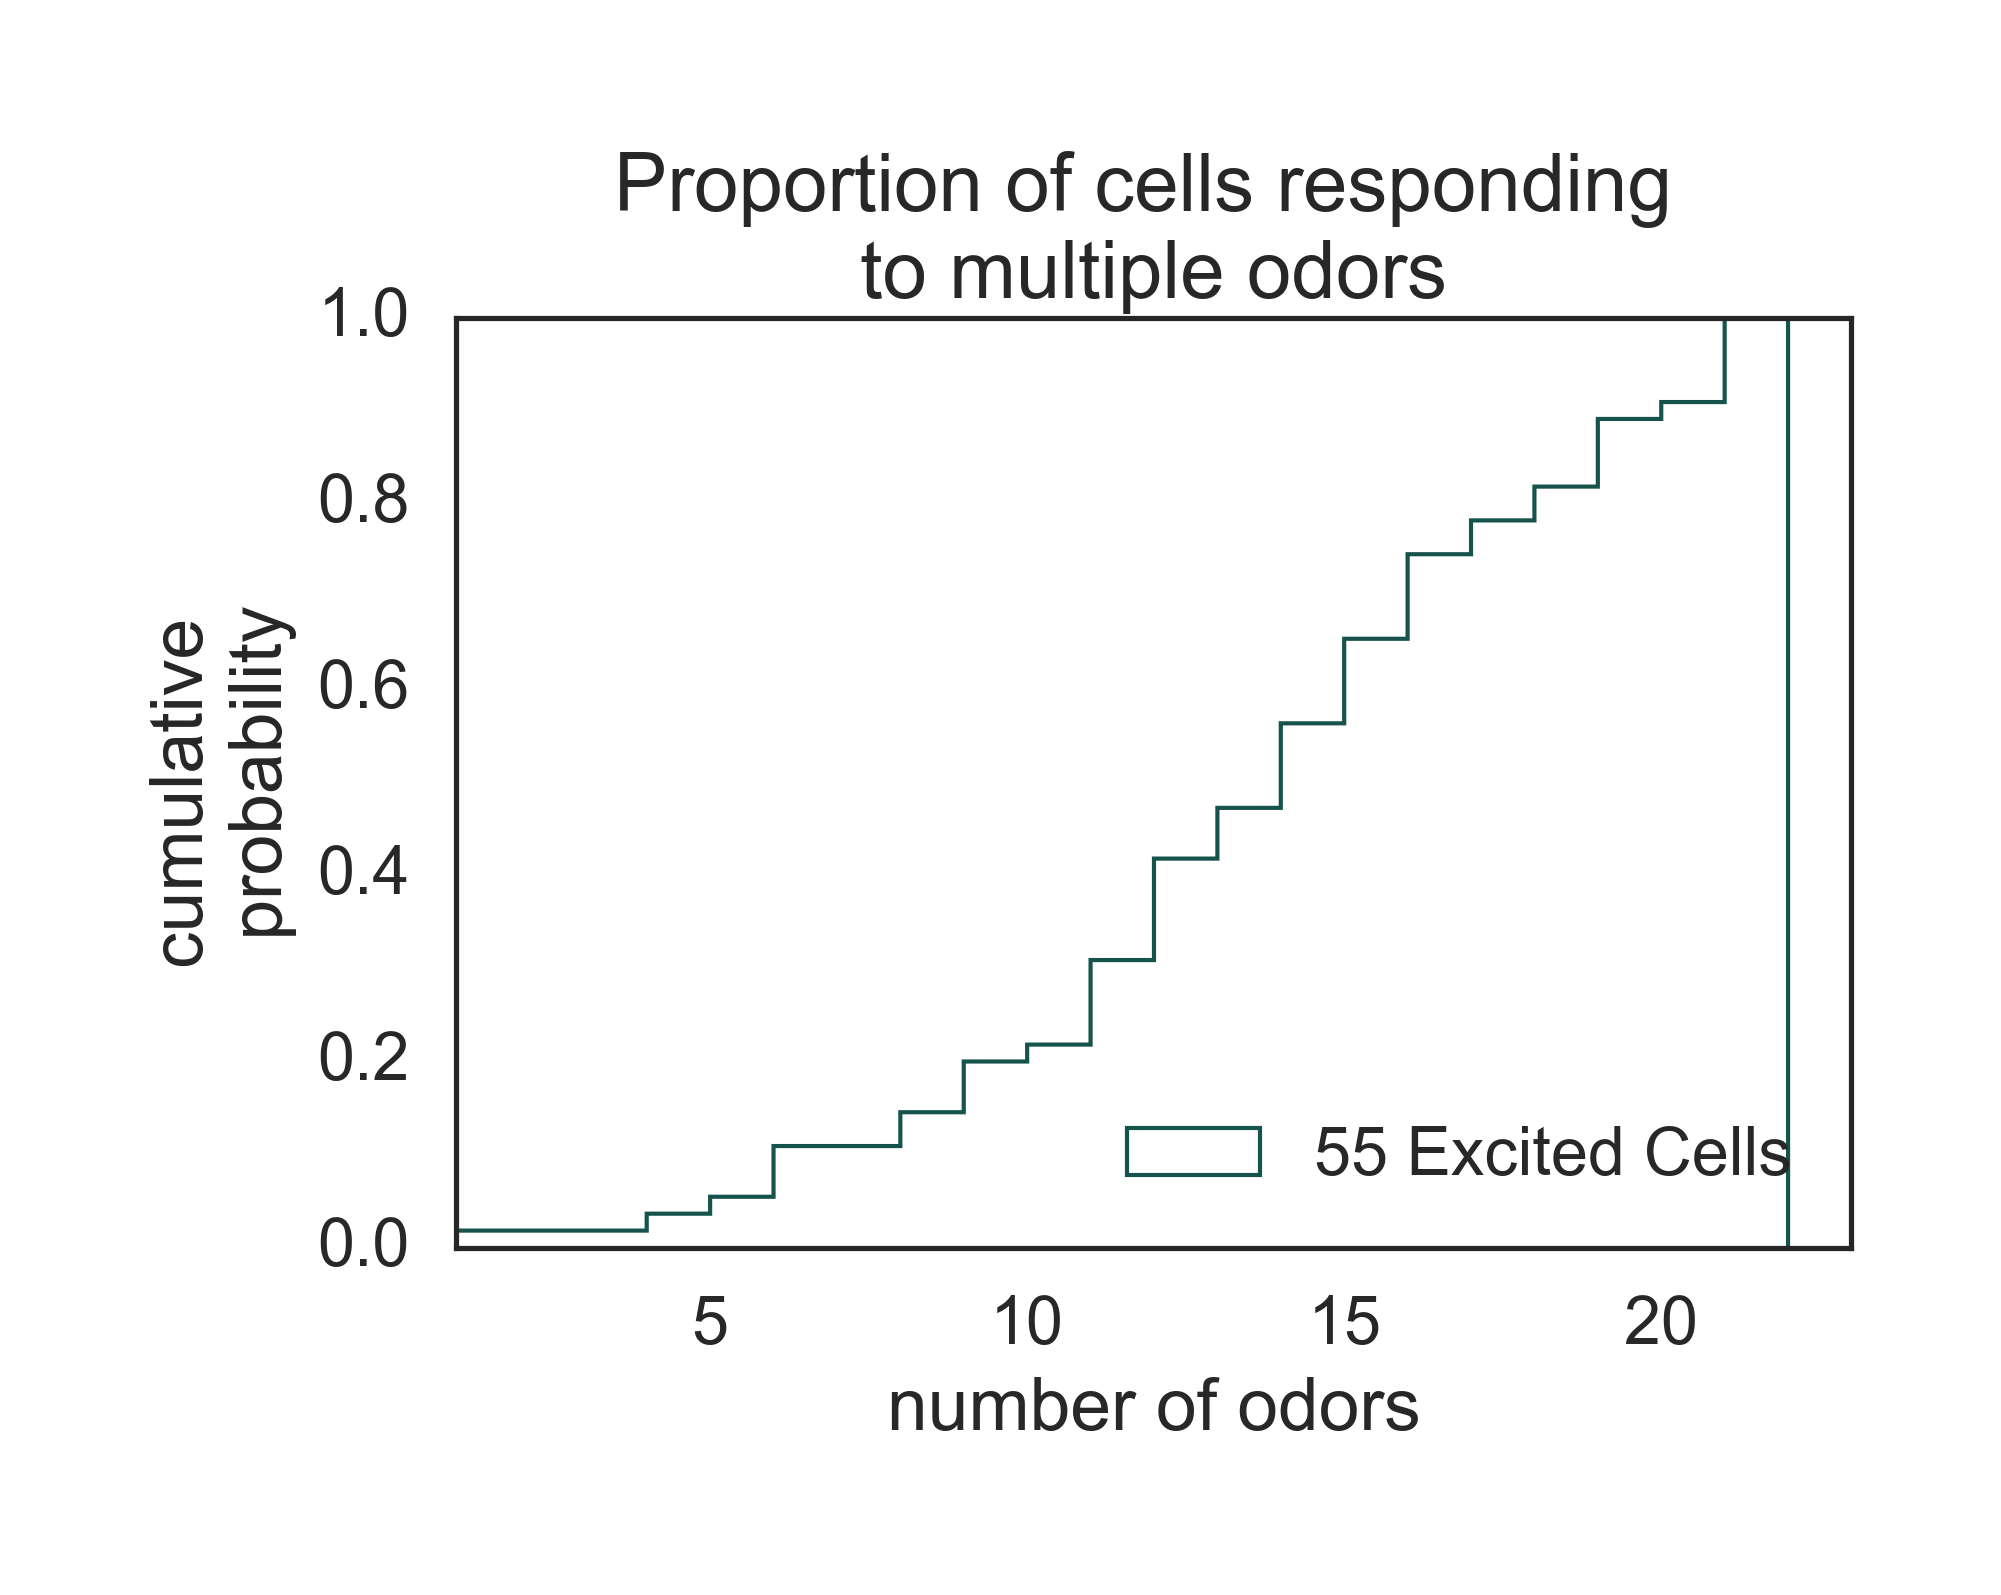 Proportion of cells responding
to multiple odors
1.0
0.8
0.6
0.4
0.2
0.0
cumulative
probability
55 Excited Cells
5 10 15 20
number of odors